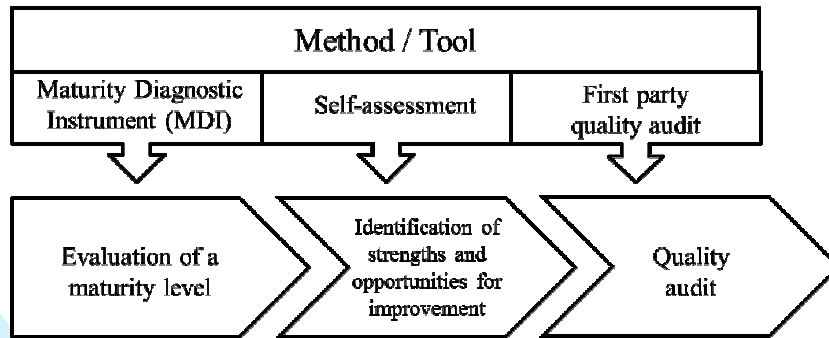 Method / Tool
Maturity Diagnostic
Instrument (MDI)
Self-assessment
First party
quality audit
Evaluation of a
maturity level
Identification of
strengths and
opportunities for
improvement
Quality
audit